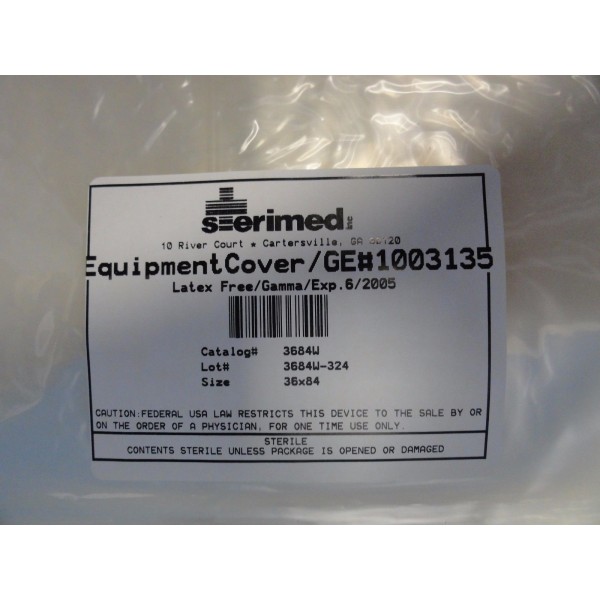 sterimed inc
10 River Court * Cartersville, GA
EquipmentCover/GE#1003135
Latex Free/Gamma/Exp.6/2005
Catalog# 3684W
Lot# 3684W-324
Size 36x84
CAUTION:FEDERAL USA LAW RESTRICTS THIS DEVICE TO THE SALE BY OR
ON THE ORDER OF A PHYSICIAN, FOR ONE TIME USE ONLY.
STERILE
CONTENTS STERILE UNLESS PACKAGE IS OPENED OR DAMAGED